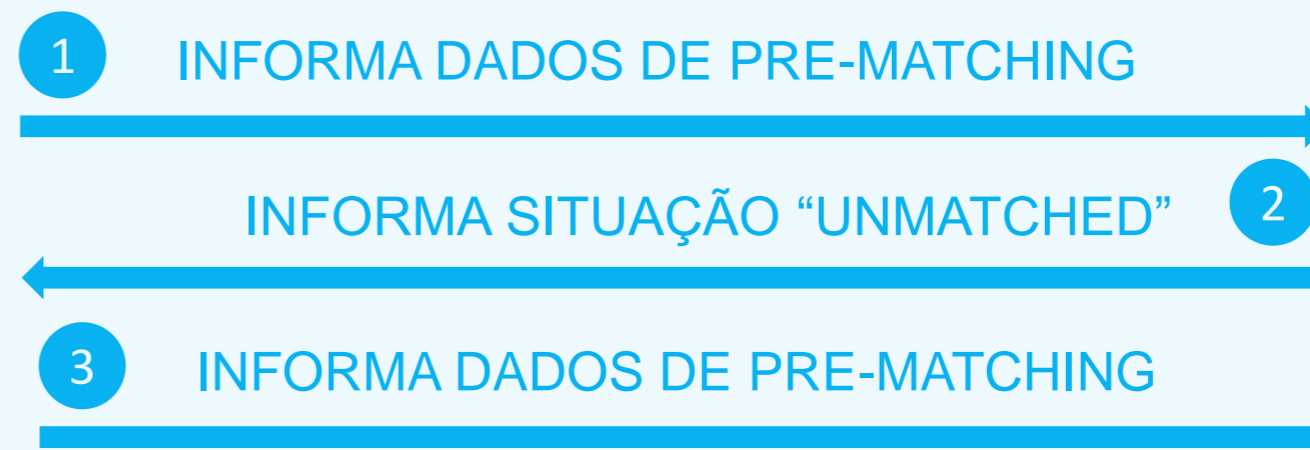 1 INFORMA DADOS DE PRE-MATCHING
INFORMA SITUAÇÃO “UNMATCHED” 2
3 INFORMA DADOS DE PRE-MATCHING